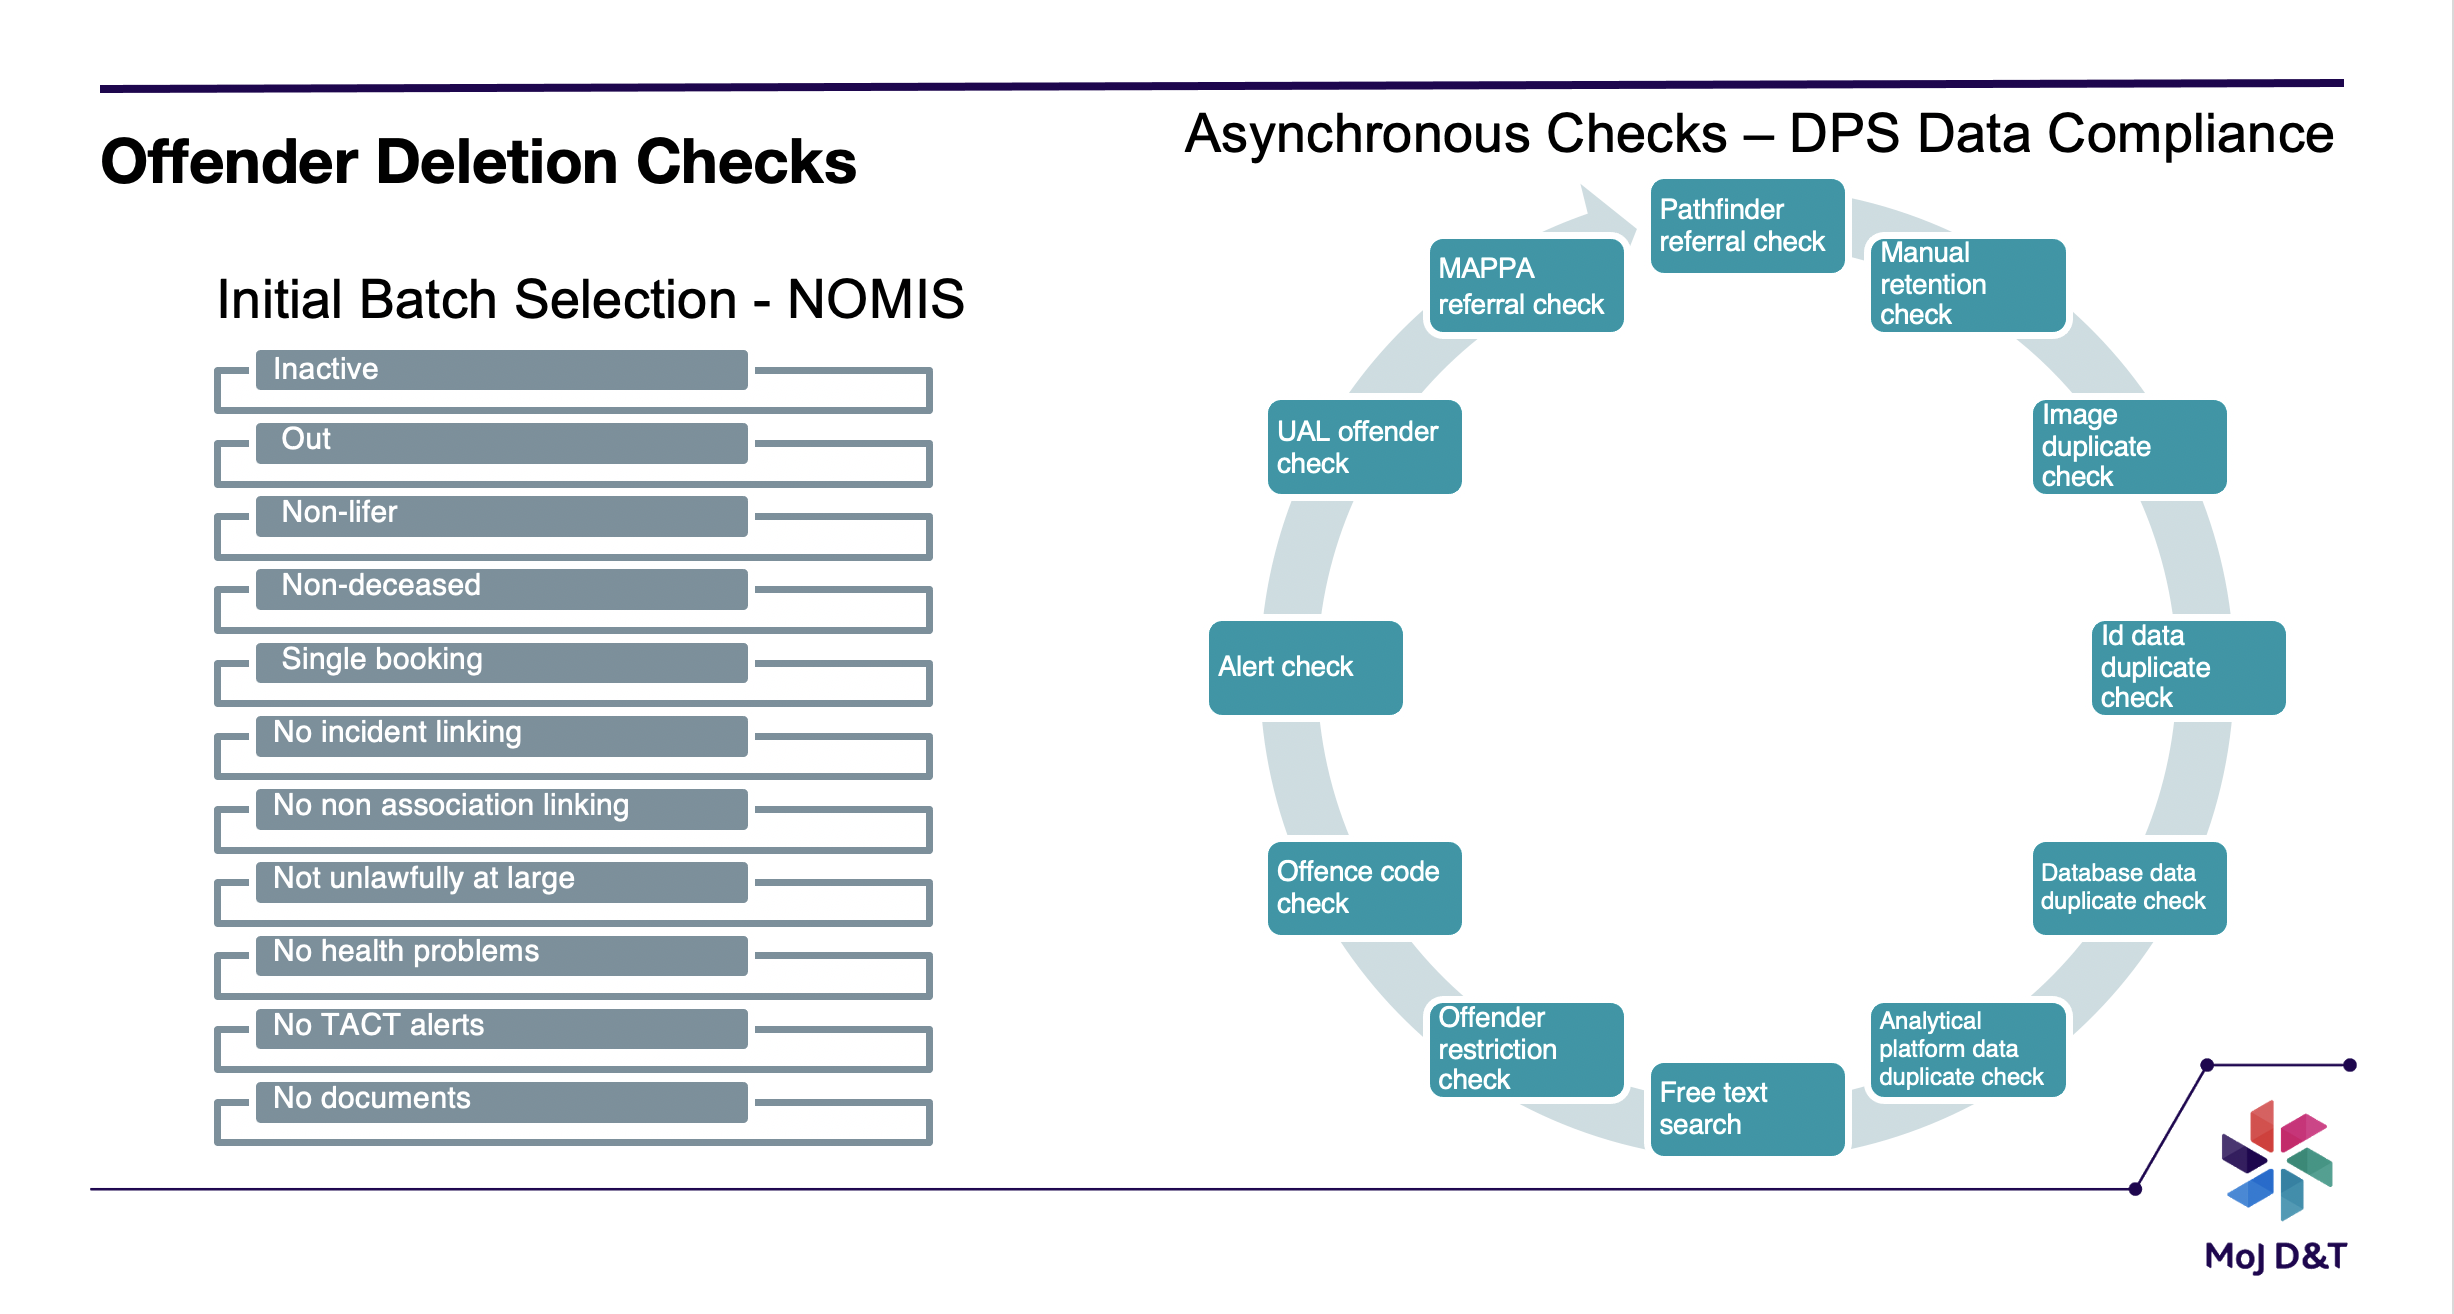 Offender Deletion Checks
Initial Batch Selection - NOMIS
Inactive
Out
Non-lifer
Non-deceased
Single booking
No incident linking
No non association linking
Not unlawfully at large
No health problems
No TACT alerts
No documents
Asynchronous Checks – DPS Data Compliance
Pathfinder
referral check
Manual
retention
check
Image
duplicate
check
Id data
duplicate
check
Database data
duplicate check
Analytical
platform data
duplicate check
Free text
search
Offender
restriction
check
Offence code
check
Alert check
UAL offender
check
MAPPA
referral check
MoJ D&T